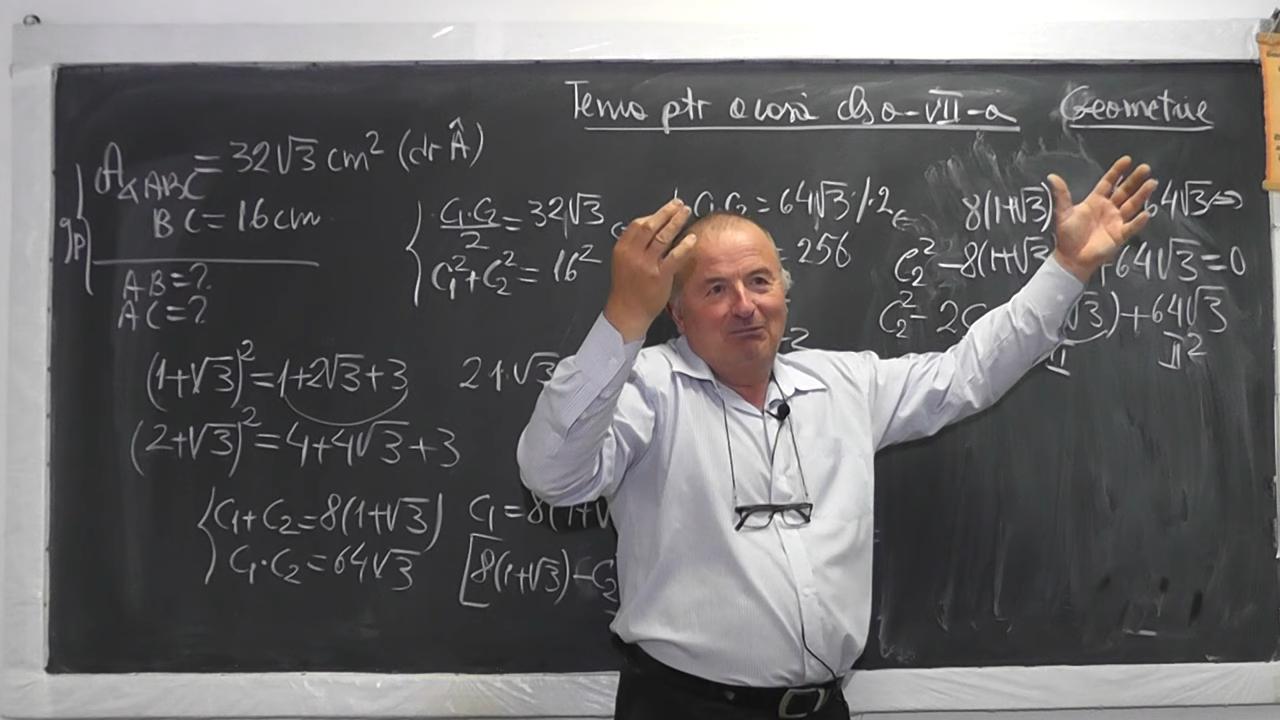 Tema ptr acasă cls a-VII-a Geometrie
A△ABC = 32√3 cm² (dr Â)
BC = 16 cm
9p
AB = ?
AC = ?
C₁·C₂/2 = 32√3
C₁²+C₂² = 16²
C₁C₂ = 64√3 /·2
= 256
8(1+√3) 64√3 ⇒
C₂² - 8(1+√3 +64√3 = 0
C₂² - 2C √3) + 64√3
II II²
(1+√3)² = 1+2√3+3
2·1·√3
(2+√3)² = 4+4√3+3
C₁+C₂ = 8(1+√3)
C₁·C₂ = 64√3
C₁ = 8(1+√
[8(1+√3) - C₂